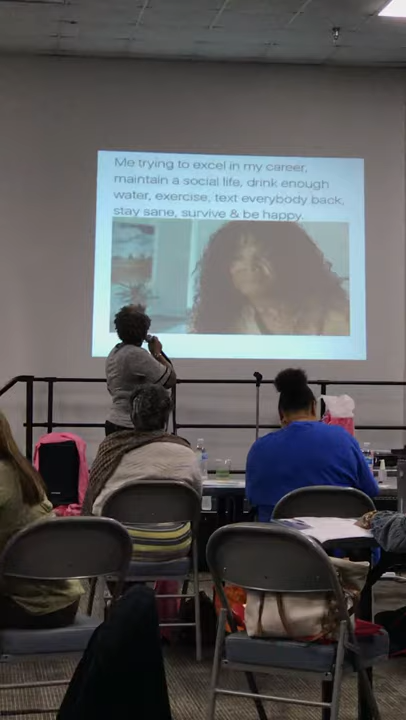 Me trying to excel in my career,
maintain a social life, drink enough
water, exercise, text everybody back,
stay sane, survive & be happy.